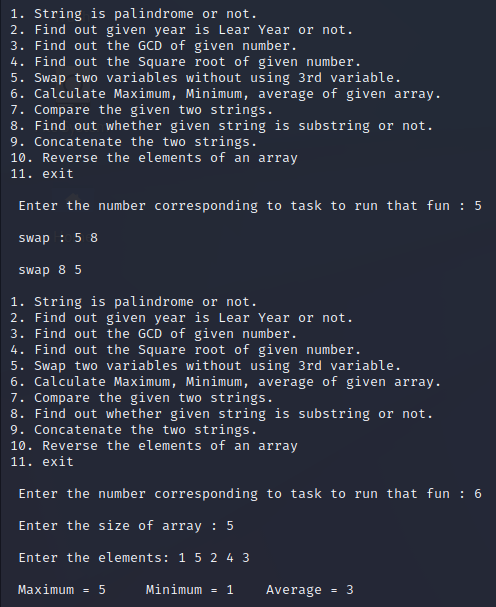 1. String is palindrome or not.
2. Find out given year is Lear Year or not.
3. Find out the GCD of given number.
4. Find out the Square root of given number.
5. Swap two variables without using 3rd variable.
6. Calculate Maximum, Minimum, average of given array.
7. Compare the given two strings.
8. Find out whether given string is substring or not.
9. Concatenate the two strings.
10. Reverse the elements of an array
11. exit
Enter the number corresponding to task to run that fun : 5
swap : 5 8
swap 8 5
1. String is palindrome or not.
2. Find out given year is Lear Year or not.
3. Find out the GCD of given number.
4. Find out the Square root of given number.
5. Swap two variables without using 3rd variable.
6. Calculate Maximum, Minimum, average of given array.
7. Compare the given two strings.
8. Find out whether given string is substring or not.
9. Concatenate the two strings.
10. Reverse the elements of an array
11. exit
Enter the number corresponding to task to run that fun : 6
Enter the size of array : 5
Enter the elements: 1 5 2 4 3
Maximum = 5     Minimum = 1    Average = 3